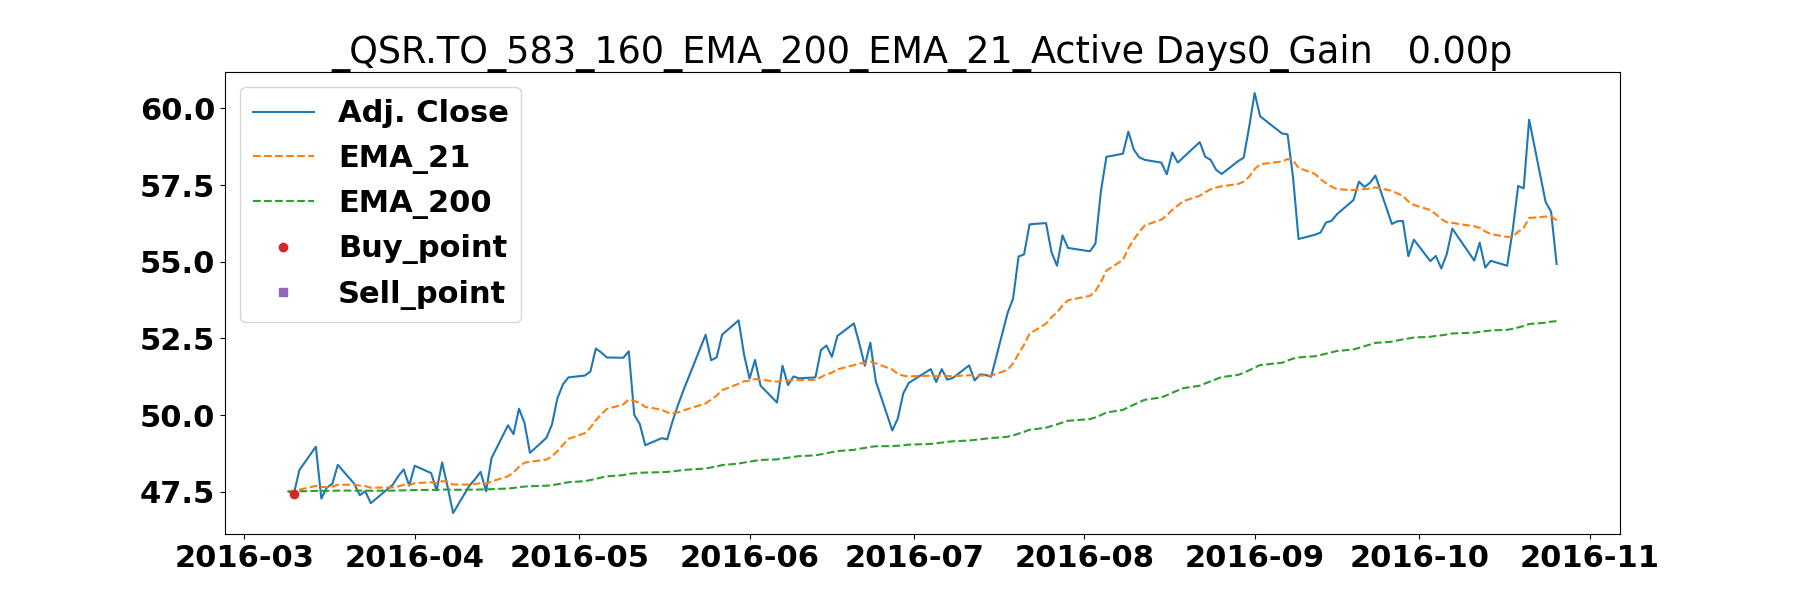 _QSR.TO_583_160_EMA_200_EMA_21_Active Days0_Gain   0.00p
60.0
57.5
55.0
52.5
50.0
47.5
Adj. Close
EMA_21
EMA_200
Buy_point
Sell_point
2016-03 2016-04 2016-05 2016-06 2016-07 2016-08 2016-09 2016-10 2016-11